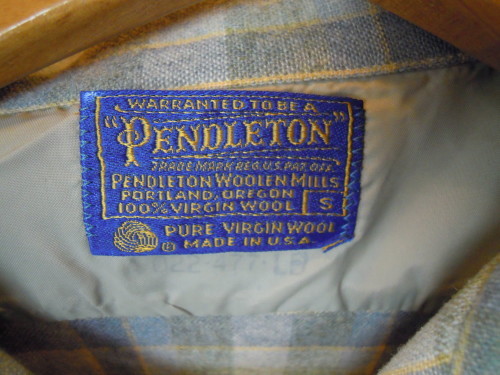 WARRANTED TO BE A
"PENDLETON"
TRADE MARK REG. U.S. PAT. OFF.
PENDLETON WOOLEN MILLS
PORTLAND, OREGON
100% VIRGIN WOOL S
PURE VIRGIN WOOL
© MADE IN U.S.A.